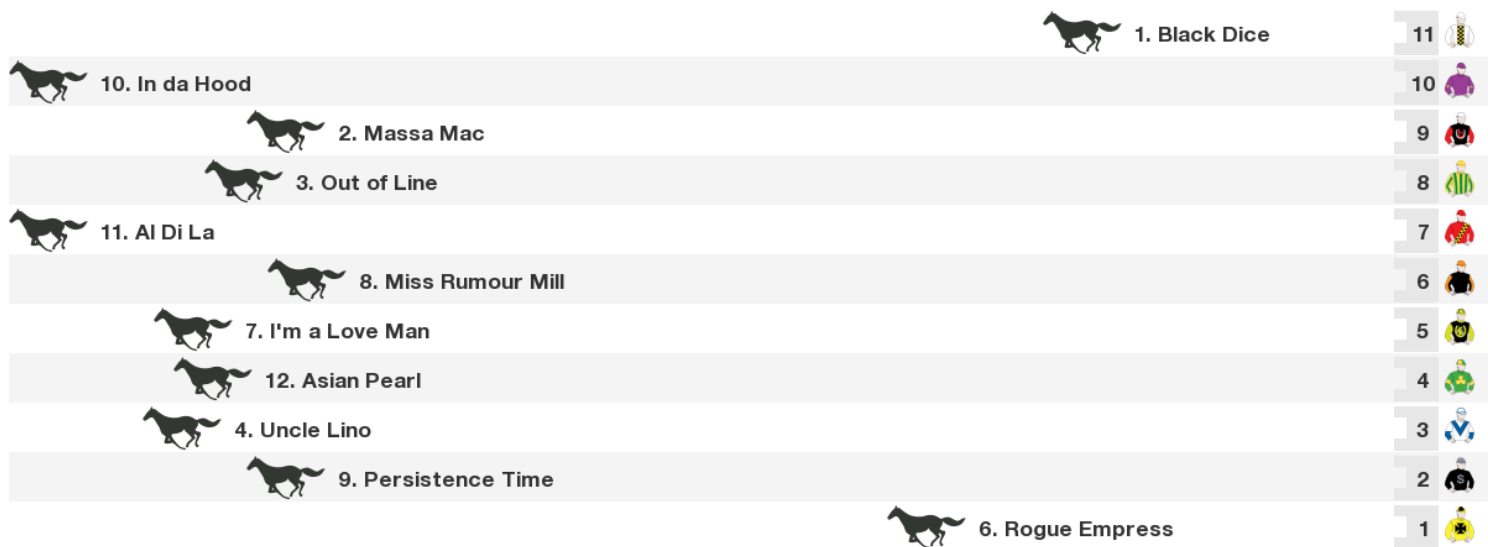 1. Black Dice 11
10. In da Hood 10
2. Massa Mac 9
3. Out of Line 8
11. Al Di La 7
8. Miss Rumour Mill 6
7. I'm a Love Man 5
12. Asian Pearl 4
4. Uncle Lino 3
9. Persistence Time 2
S
6. Rogue Empress 1